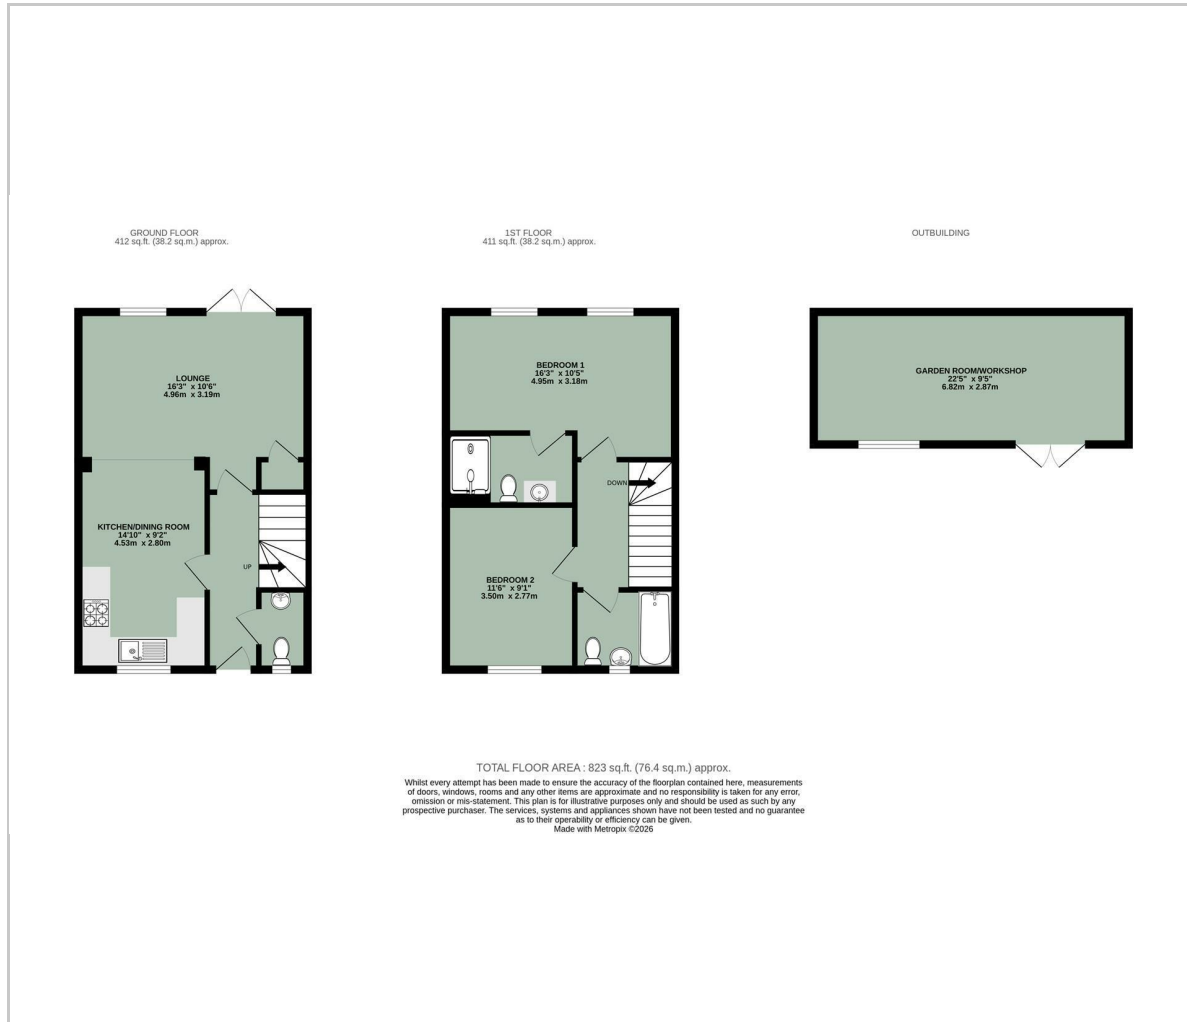 GROUND FLOOR
412 sq.ft. (38.2 sq.m.) approx.
1ST FLOOR
411 sq.ft. (38.2 sq.m.) approx.
OUTBUILDING
LOUNGE
16'3" x 10'6"
4.96m x 3.19m
KITCHEN/DINING ROOM
14'10" x 9'2"
4.53m x 2.80m
UP
BEDROOM 1
16'3" x 10'5"
4.95m x 3.18m
DOWN
BEDROOM 2
11'6" x 9'1"
3.50m x 2.77m
GARDEN ROOM/WORKSHOP
22'5" x 9'5"
6.82m x 2.87m
TOTAL FLOOR AREA : 823 sq.ft. (76.4 sq.m.) approx.
Whilst every attempt has been made to ensure the accuracy of the floorplan contained here, measurements
of doors, windows, rooms and any other items are approximate and no responsibility is taken for any error,
omission or mis-statement. This plan is for illustrative purposes only and should be used as such by any
prospective purchaser. The services, systems and appliances shown have not been tested and no guarantee
as to their operability or efficiency can be given.
Made with Metropix ©2026